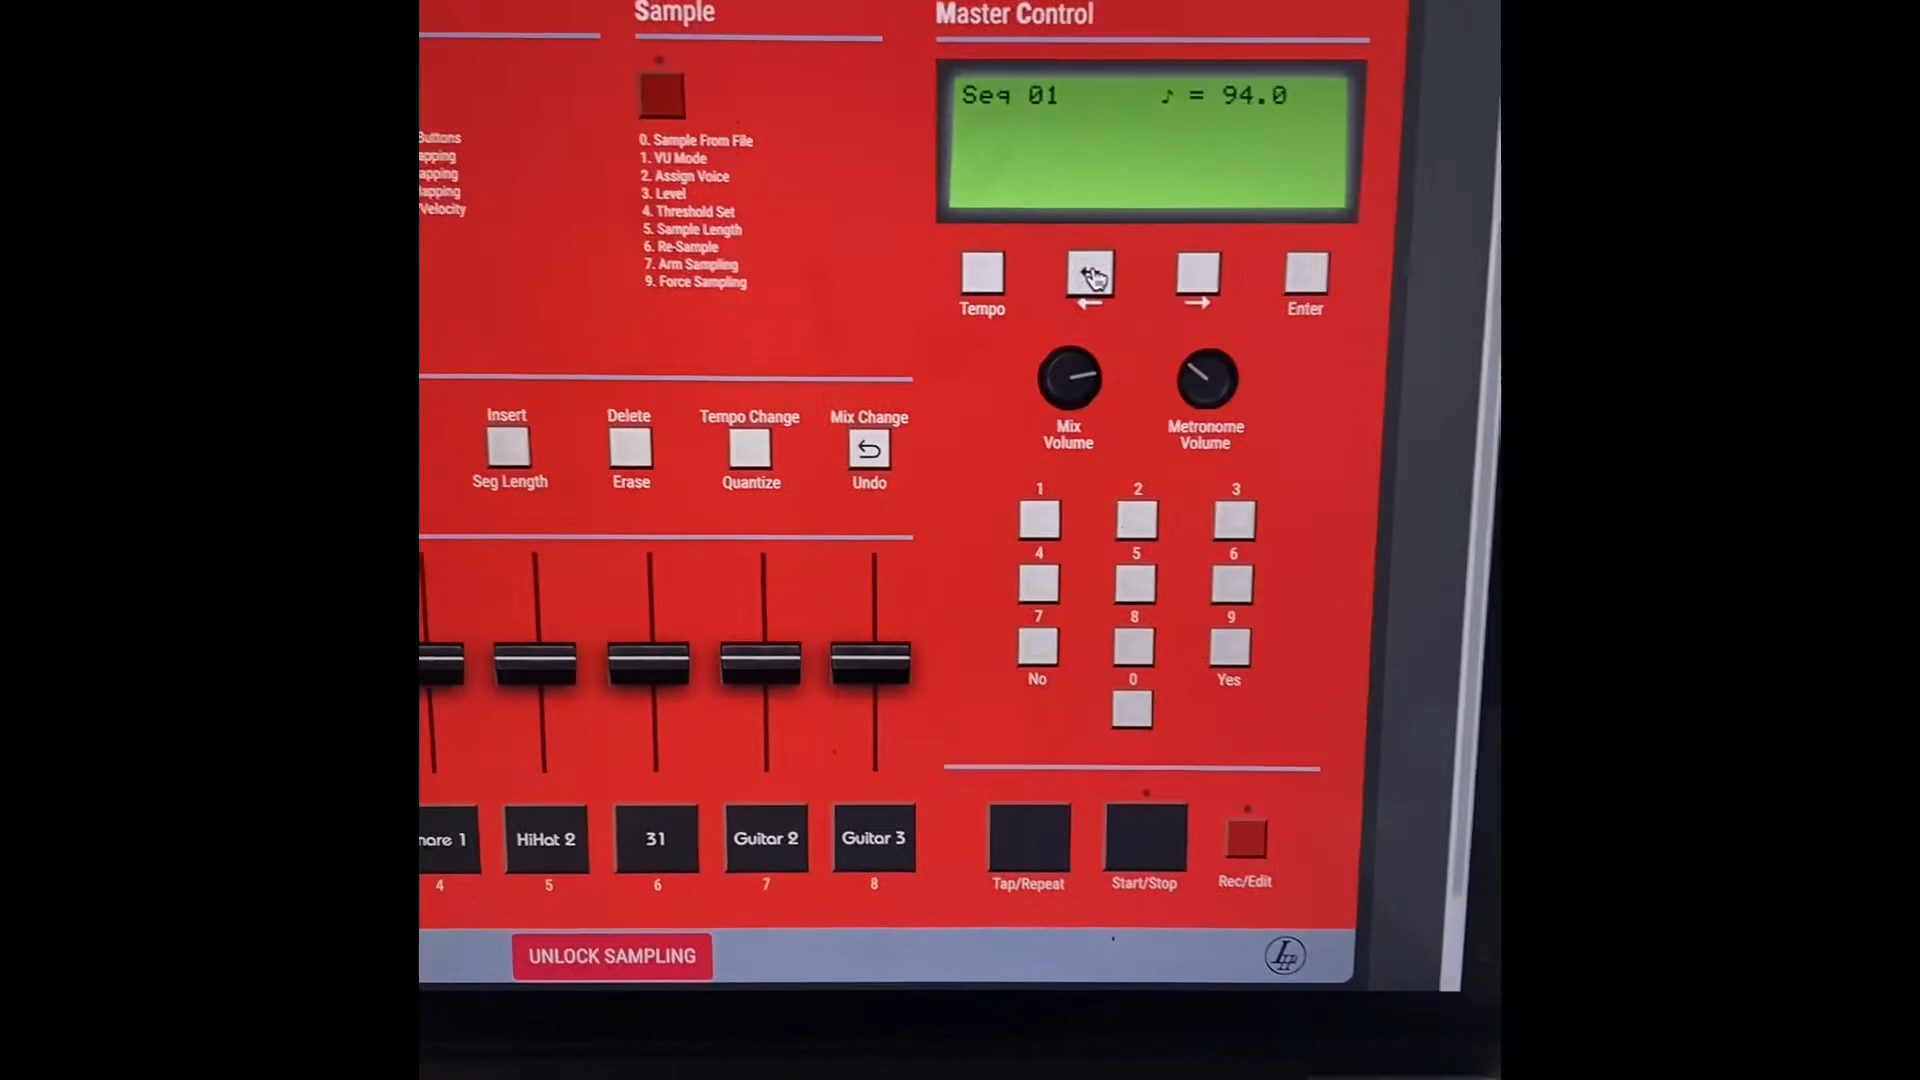 Sample
Master Control
Seq 01 ♪ = 94.0
Buttons
apping
apping
apping
/Velocity
0. Sample From File
1. VU Mode
2. Assign Voice
3. Level
4. Threshold Set
5. Sample Length
6. Re-Sample
7. Arm Sampling
9. Force Sampling
Tempo ← → Enter
Mix
Volume
Metronome
Volume
Insert Delete Tempo Change Mix Change
Seg Length Erase Quantize Undo
1 2 3
4 5 6
7 8 9
No 0 Yes
nare 1 HiHat 2 31 Guitar 2 Guitar 3
4 5 6 7 8
Tap/Repeat Start/Stop Rec/Edit
UNLOCK SAMPLING